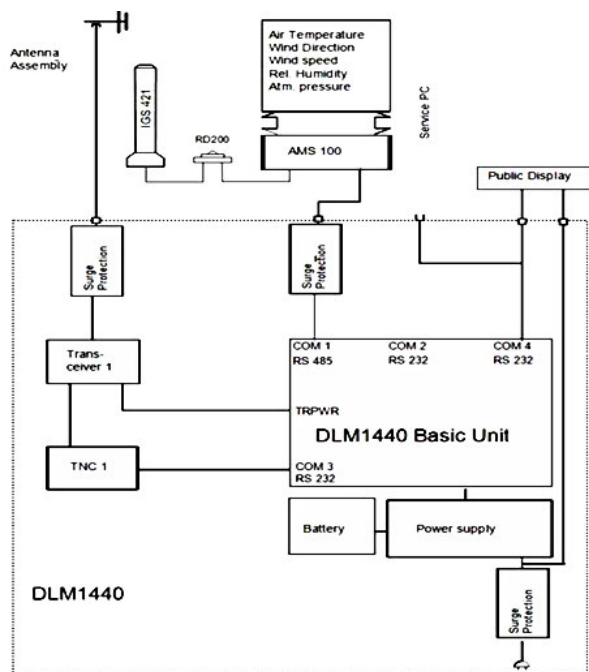 Antenna
Assembly
IGS 421
RD200
Air Temperature
Wind Direction
Wind speed
Rel. Humidity
Atm. pressure
AMS 100
Service PC
Public Display
Surge
Protection
Surge
Protection
Trans-
ceiver 1
TNC 1
COM 1
RS 485
COM 2
RS 232
COM 4
RS 232
TRPWR
DLM1440 Basic Unit
COM 3
RS 232
Battery
Power supply
Surge
Protection
DLM1440